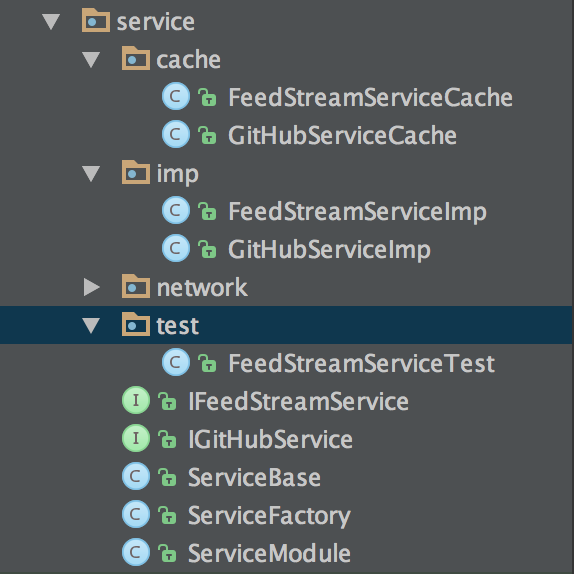 service
cache
C FeedStreamServiceCache
C GitHubServiceCache
imp
C FeedStreamServiceImp
C GitHubServiceImp
network
test
C FeedStreamServiceTest
I IFeedStreamService
I IGitHubService
C ServiceBase
C ServiceFactory
C ServiceModule